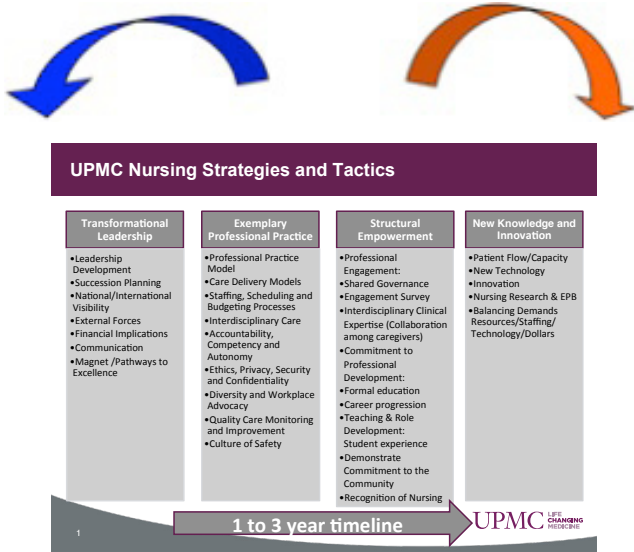 UPMC Nursing Strategies and Tactics
Transformational
Leadership
•Leadership
Development
•Succession Planning
•National/International
Visibility
•External Forces
•Financial Implications
•Communication
•Magnet /Pathways to
Excellence
Exemplary
Professional Practice
•Professional Practice
Model
•Care Delivery Models
•Staffing, Scheduling and
Budgeting Processes
•Interdisciplinary Care
•Accountability,
Competency and
Autonomy
•Ethics, Privacy, Security
and Confidentiality
•Diversity and Workplace
Advocacy
•Quality Care Monitoring
and Improvement
•Culture of Safety
Structural
Empowerment
•Professional
Engagement:
•Shared Governance
•Engagement Survey
•Interdisciplinary Clinical
Expertise (Collaboration
among caregivers)
•Commitment to
Professional
Development:
•Formal education
•Career progression
•Teaching & Role
Development:
Student experience
•Demonstrate
Commitment to the
Community
•Recognition of Nursing
New Knowledge and
Innovation
•Patient Flow/Capacity
•New Technology
•Innovation
•Nursing Research & EPB
•Balancing Demands
Resources/Staffing/
Technology/Dollars
1
1 to 3 year timeline
UPMC
LIFE
CHANGING
MEDICINE